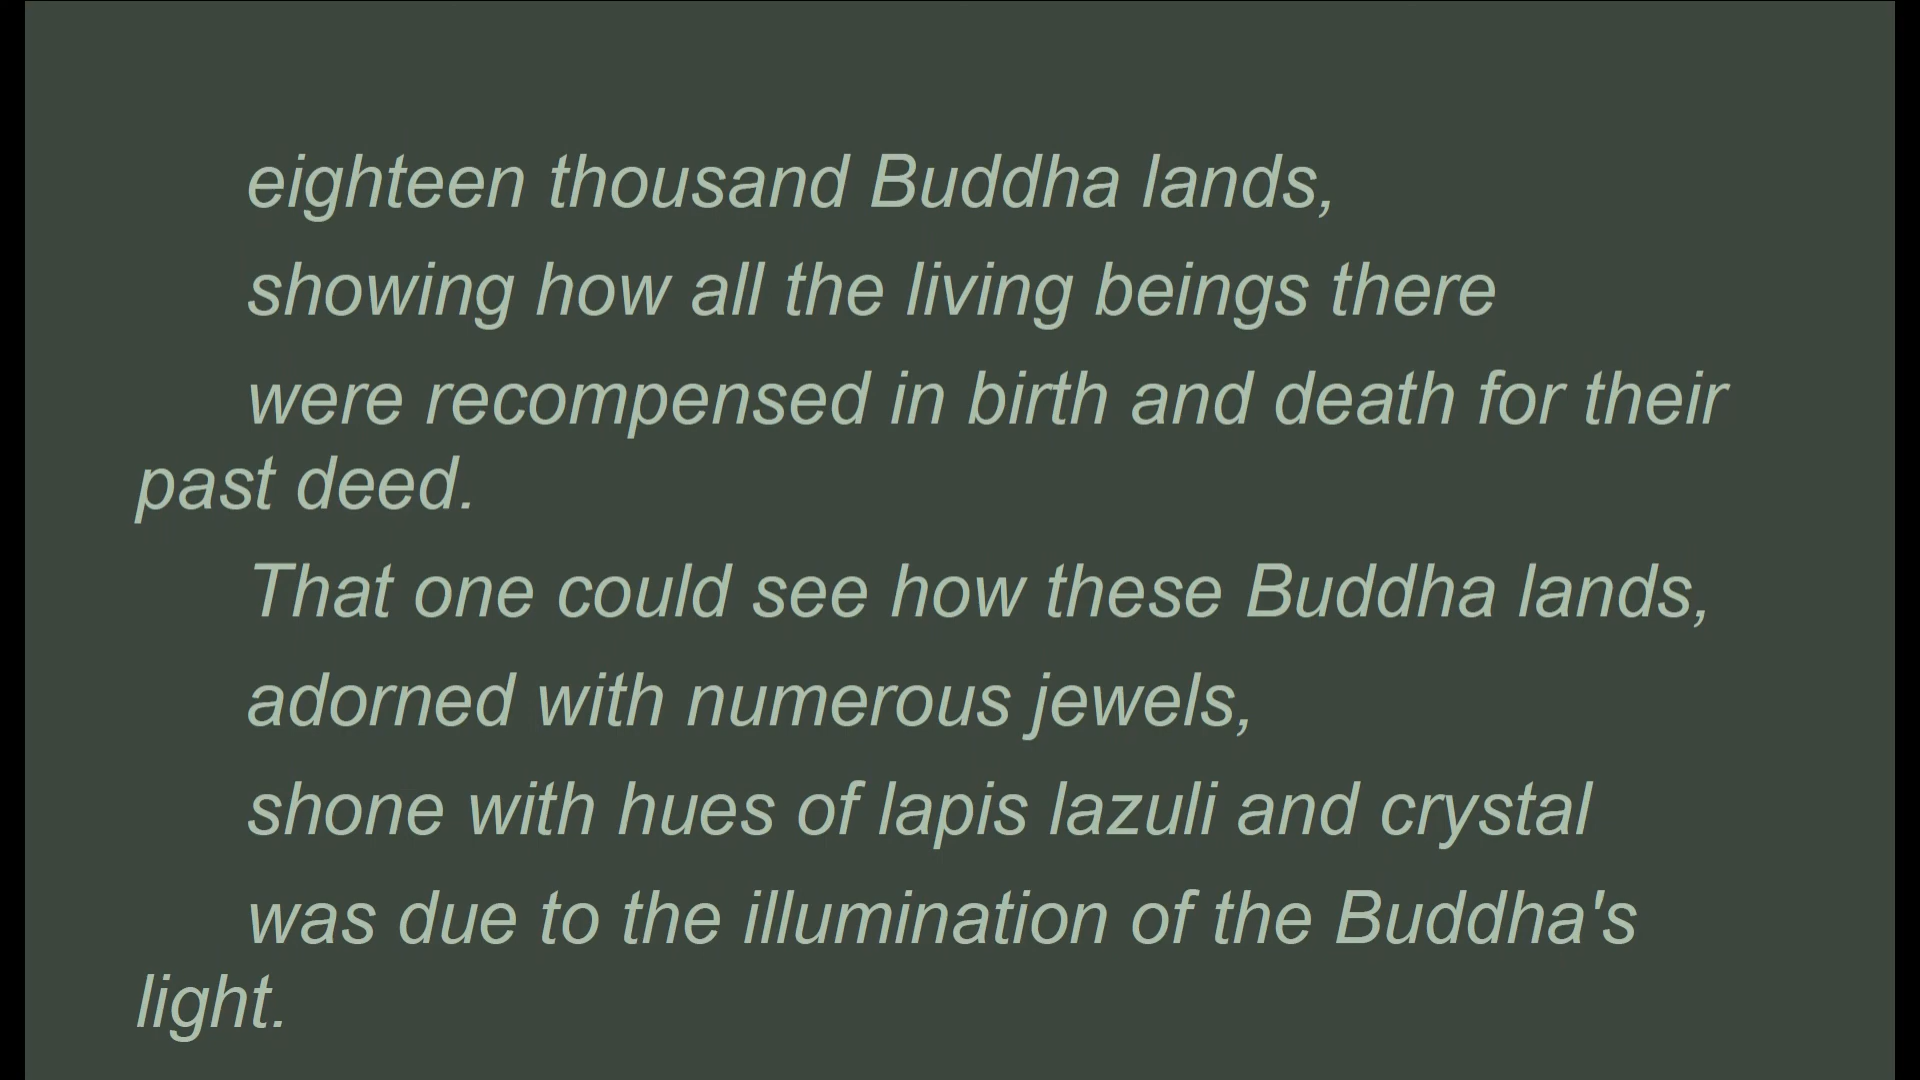 eighteen thousand Buddha lands,
showing how all the living beings there
were recompensed in birth and death for their
past deed.
That one could see how these Buddha lands,
adorned with numerous jewels,
shone with hues of lapis lazuli and crystal
was due to the illumination of the Buddha's
light.